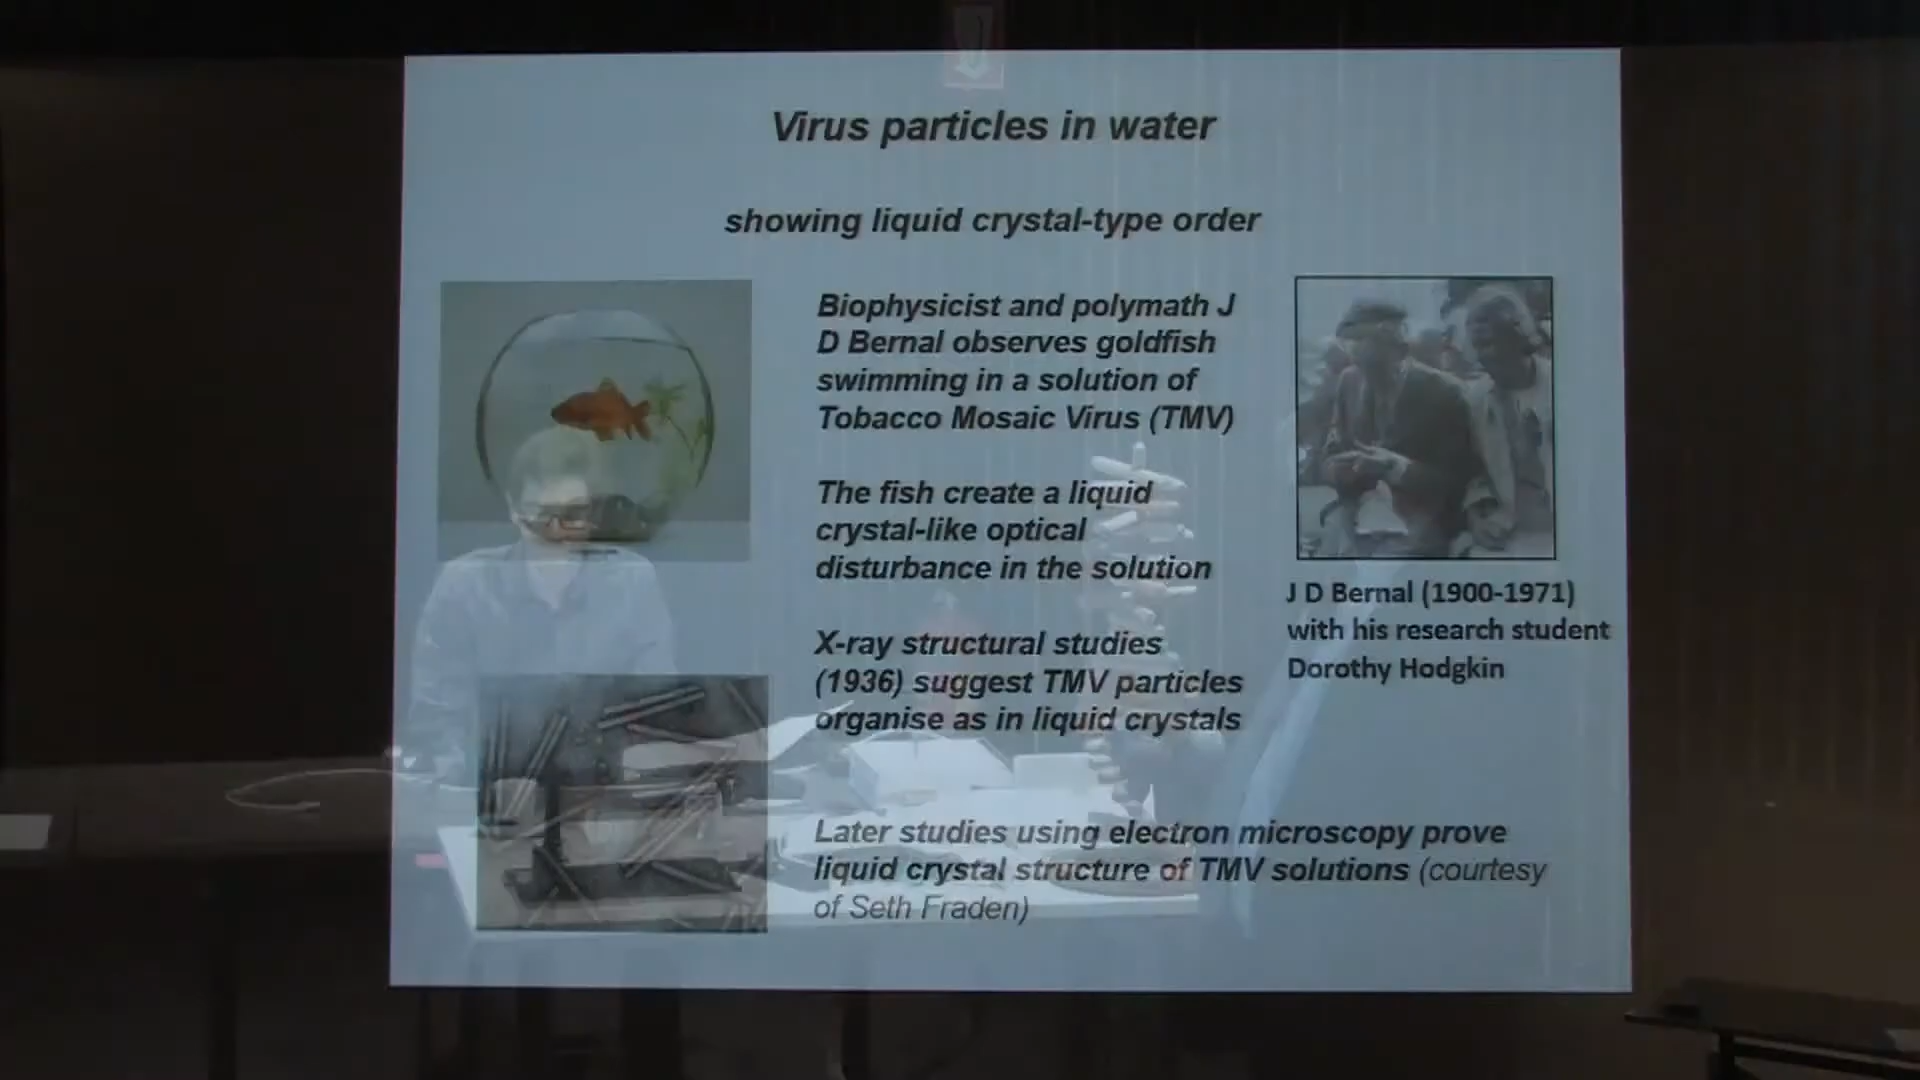 Virus particles in water
showing liquid crystal-type order
Biophysicist and polymath J
D Bernal observes goldfish
swimming in a solution of
Tobacco Mosaic Virus (TMV)
The fish create a liquid
crystal-like optical
disturbance in the solution
X-ray structural studies
(1936) suggest TMV particles
organise as in liquid crystals
J D Bernal (1900-1971)
with his research student
Dorothy Hodgkin
Later studies using electron microscopy prove
liquid crystal structure of TMV solutions (courtesy
of Seth Fraden)